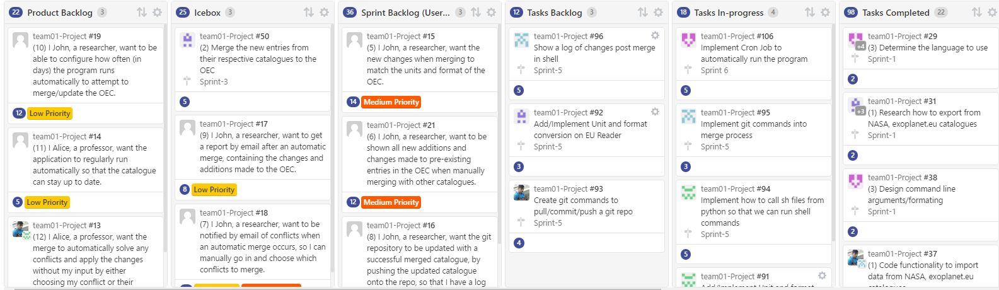 22 Product Backlog 3
team01-Project #19
(10) I John, a researcher, want to be
able to configure how often (in
days) the program runs
automatically to attempt to
merge/update the OEC.
12 Low Priority
team01-Project #14
(11) I Alice, a professor, want the
application to regularly run
automatically so that the catalogue
can stay up to date.
5 Low Priority
team01-Project #13
(12) I Alice, a professor, want the
merge to automatically solve any
conflicts and apply the changes
without my input by either
choosing my conflict or their
25 Icebox 3
team01-Project #50
(2) Merge the new entries from
their respective catalogues to the
OEC
Sprint-3
5
team01-Project #17
(9) I John, a researcher, want to get
a report by email after an automatic
merge, containing the changes and
additions made to the OEC.
8 Low Priority
team01-Project #18
(7) I John, a researcher, want to be
notified by email of conflicts when
an automatic merge occurs, so I can
manually go in and choose which
conflicts to merge.
36 Sprint Backlog (User... 3
team01-Project #15
(5) I John, a researcher, want the
new changes when merging to
match the units and format of the
OEC.
14 Medium Priority
team01-Project #21
(6) I John, a researcher, want to be
shown all new additions and
changes made to pre-existing
entries in the OEC when manually
merging with other catalogues.
12 Medium Priority
team01-Project #16
(8) I John, a researcher, want the git
repository to be updated with a
successful merged catalogue, by
pushing the updated catalogue
onto the repo, so that I have a log
12 Tasks Backlog 3
team01-Project #96
Show a log of changes post merge
in shell
Sprint-5
5
team01-Project #92
Add/Implement Unit and format
conversion on EU Reader
Sprint-5
3
team01-Project #93
Create git commands to
pull/commit/push a git repo
Sprint-5
4
18 Tasks In-progress 4
team01-Project #106
Implement Cron Job to
automatically run the program
Sprint 6
5
team01-Project #95
Implement git commands into
merge process
Sprint-5
3
team01-Project #94
Implement how to call sh files from
python so that we can run shell
commands
Sprint-5
5
team01-Project #91
Add/Implement Unit and format
98 Tasks Completed 22
team01-Project #29
+4
(3) Determine the language to use
Sprint-1
2
team01-Project #31
+3
(1) Research how to export from
NASA, exoplanet.eu catalogues
Sprint-1
2
team01-Project #38
(3) Design command line
arguments/formating
Sprint-1
2
team01-Project #37
(1) Code functionality to import
data from NASA, exoplanet.eu
catalogues